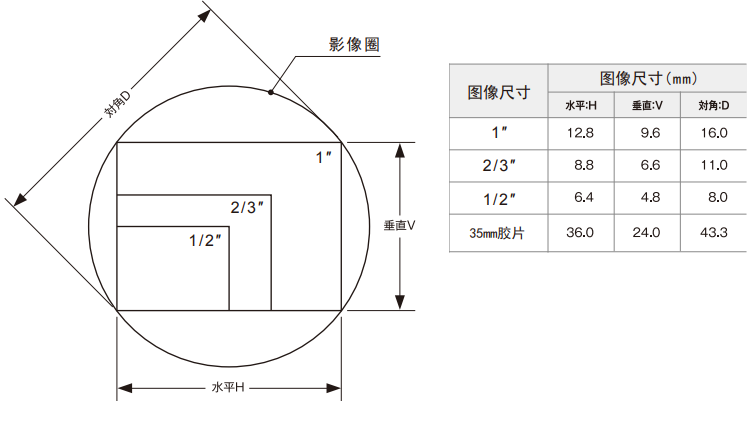 影像圈
対角D
1″
2/3″
1/2″
垂直V
水平H
图像尺寸 图像尺寸(mm)
水平:H 垂直:V 対角:D
1″ 12.8 9.6 16.0
2/3″ 8.8 6.6 11.0
1/2″ 6.4 4.8 8.0
35mm胶片 36.0 24.0 43.3